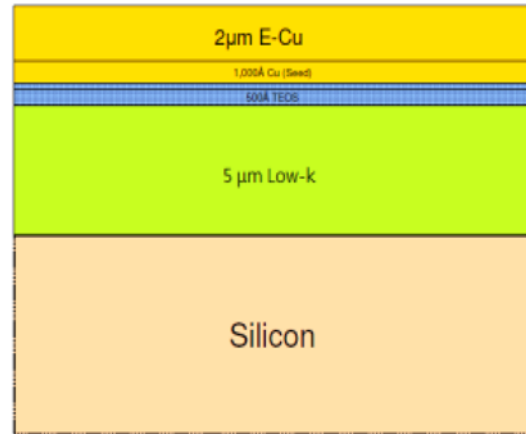 2µm E-Cu
1,000Å Cu (Seed)
500Å TEOS
5 µm Low-k
Silicon